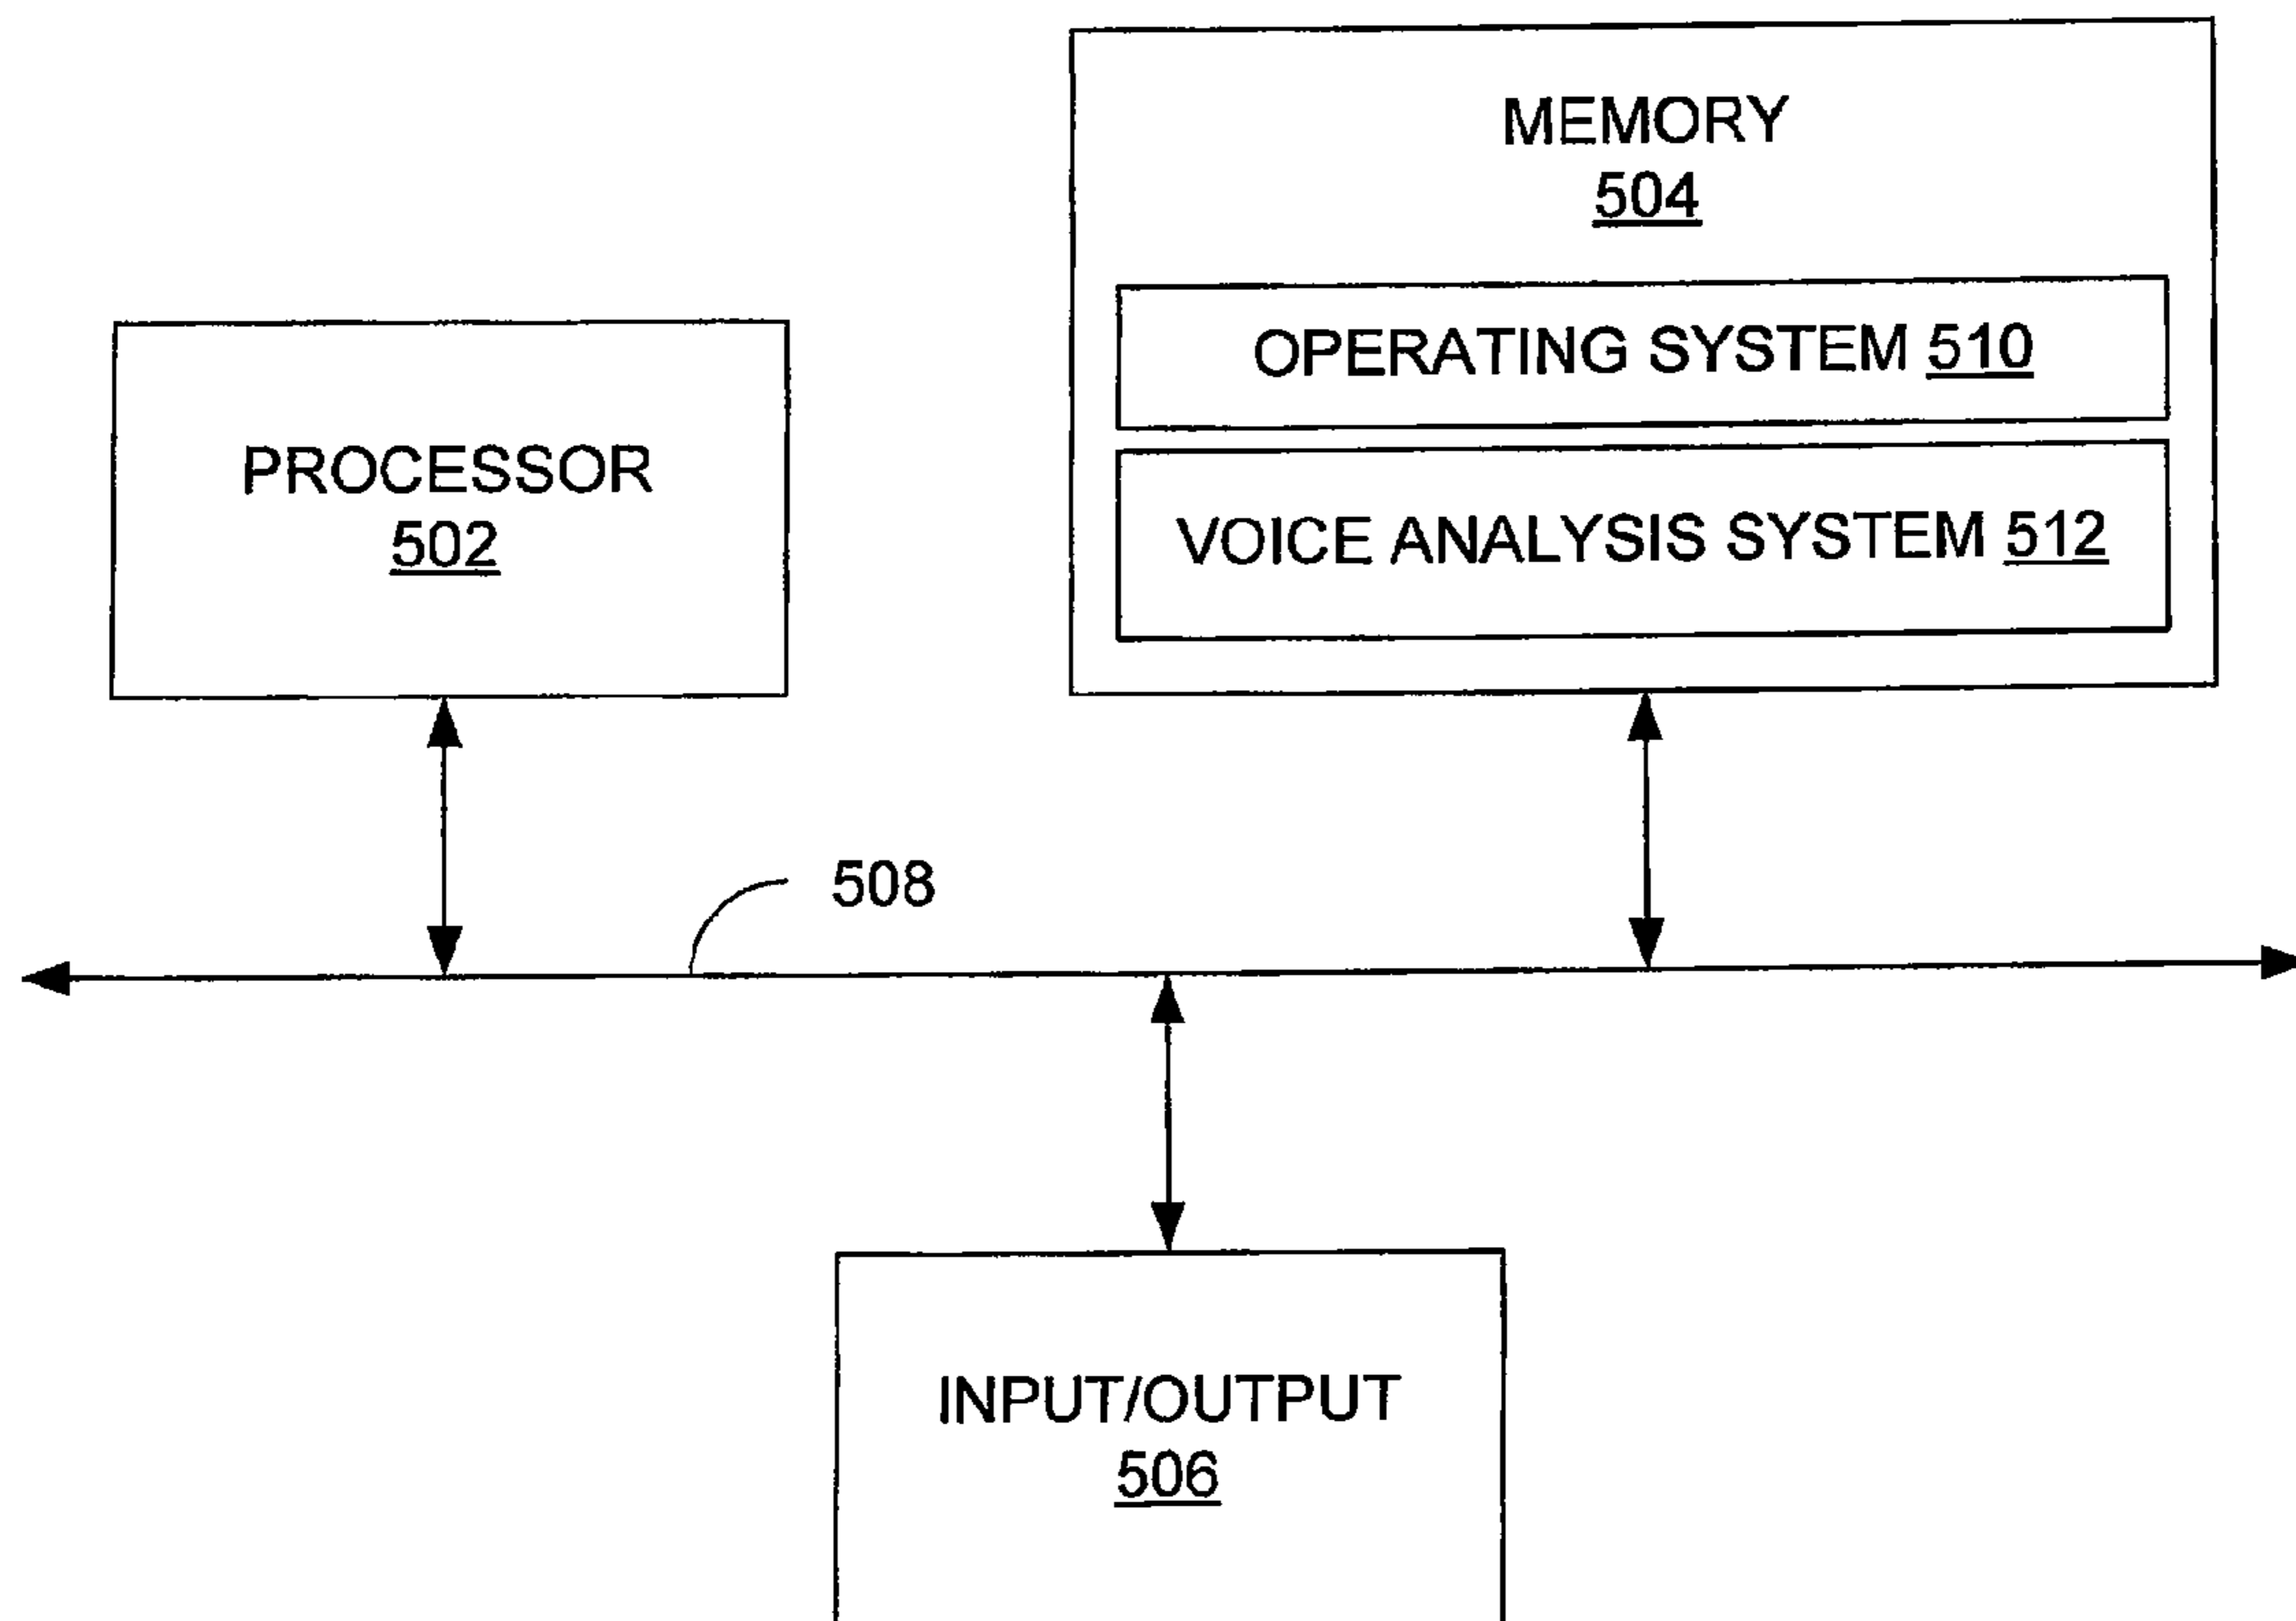 MEMORY
504
OPERATING SYSTEM 510
PROCESSOR
502
VOICE ANALYSIS SYSTEM 512
508
INPUT/OUTPUT
506